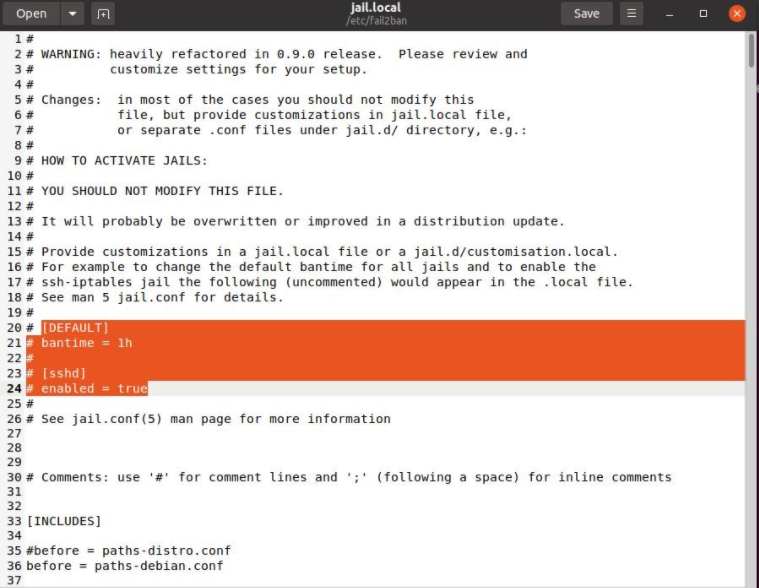 Open
jail.local
/etc/fail2ban
Save
1 #
2 # WARNING: heavily refactored in 0.9.0 release.  Please review and
3 #          customize settings for your setup.
4 #
5 # Changes:  in most of the cases you should not modify this
6 #           file, but provide customizations in jail.local file,
7 #           or separate .conf files under jail.d/ directory, e.g.:
8 #
9 # HOW TO ACTIVATE JAILS:
10 #
11 # YOU SHOULD NOT MODIFY THIS FILE.
12 #
13 # It will probably be overwritten or improved in a distribution update.
14 #
15 # Provide customizations in a jail.local file or a jail.d/customisation.local.
16 # For example to change the default bantime for all jails and to enable the
17 # ssh-iptables jail the following (uncommented) would appear in the .local file.
18 # See man 5 jail.conf for details.
19 #
20 # [DEFAULT]
21 # bantime = 1h
22 #
23 # [sshd]
24 # enabled = true
25 #
26 # See jail.conf(5) man page for more information
27
28
29
30 # Comments: use '#' for comment lines and ';' (following a space) for inline comments
31
32
33 [INCLUDES]
34
35 #before = paths-distro.conf
36 before = paths-debian.conf
37